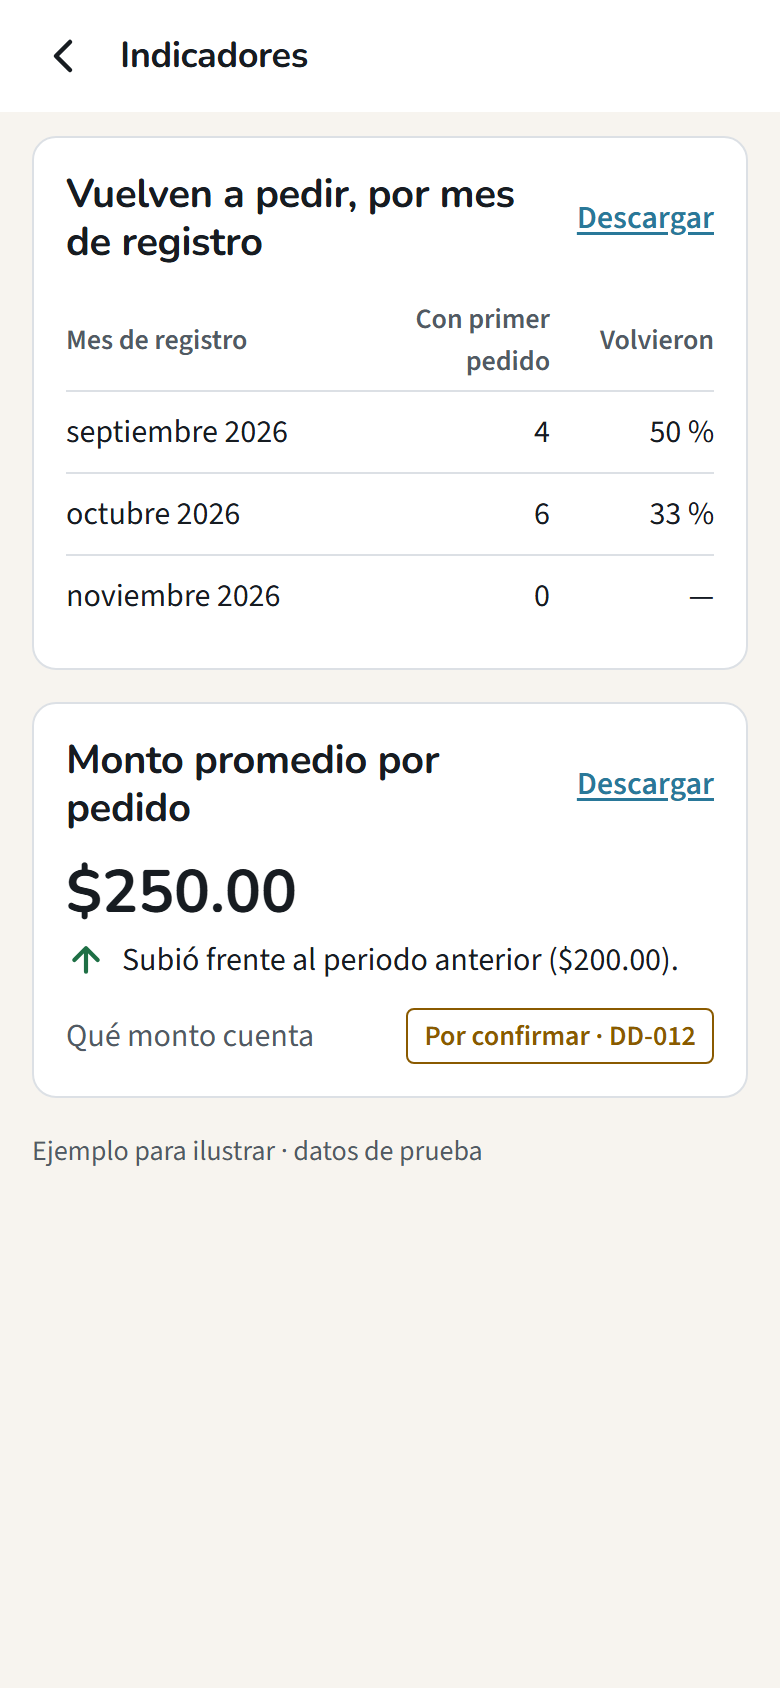 Indicadores
Vuelven a pedir, por mes
de registro
Descargar
Mes de registro
Con primer
pedido
Volvieron
septiembre 2026 4 50 %
octubre 2026 6 33 %
noviembre 2026 0 —
Monto promedio por
pedido
Descargar
$250.00
Subió frente al periodo anterior ($200.00).
Qué monto cuenta
Por confirmar · DD-012
Ejemplo para ilustrar · datos de prueba